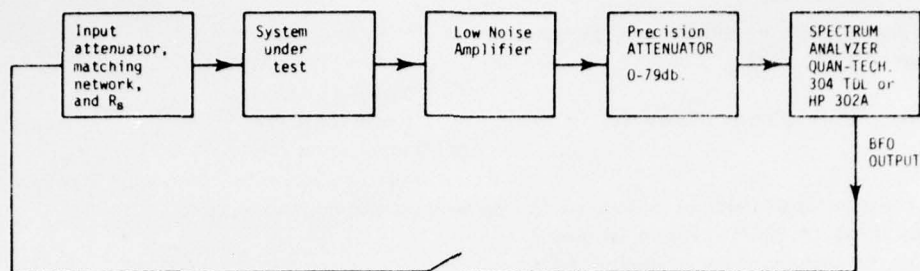 Input
attenuator,
matching
network,
and Rs
System
under
test
Low Noise
Amplifier
Precision
ATTENUATOR
0-79db.
SPECTRUM
ANALYZER
QUAN-TECH.
304 TDL or
HP 302A
BFO
OUTPUT